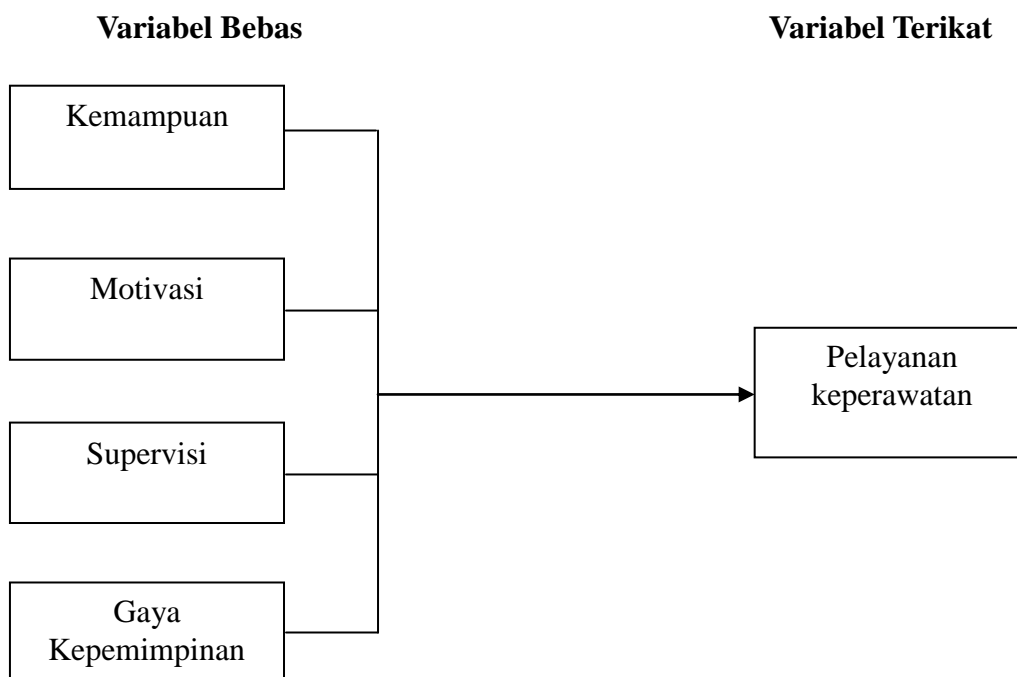 Variabel Bebas
Variabel Terikat
Kemampuan
Motivasi
Supervisi
Gaya
Kepemimpinan
Pelayanan
keperawatan